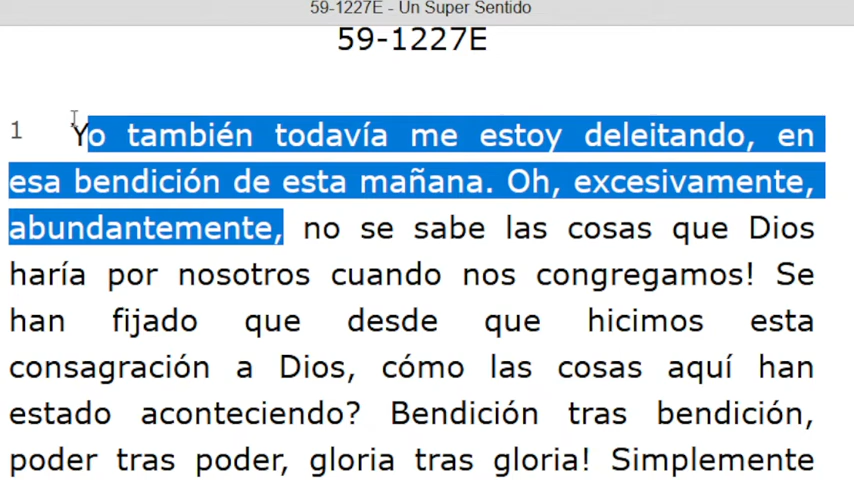 59-1227E - Un Super Sentido
59-1227E
1 Yo también todavía me estoy deleitando, en
esa bendición de esta mañana. Oh, excesivamente,
abundantemente, no se sabe las cosas que Dios
haría por nosotros cuando nos congregamos! Se
han fijado que desde que hicimos esta
consagración a Dios, cómo las cosas aquí han
estado aconteciendo? Bendición tras bendición,
poder tras poder, gloria tras gloria! Simplemente